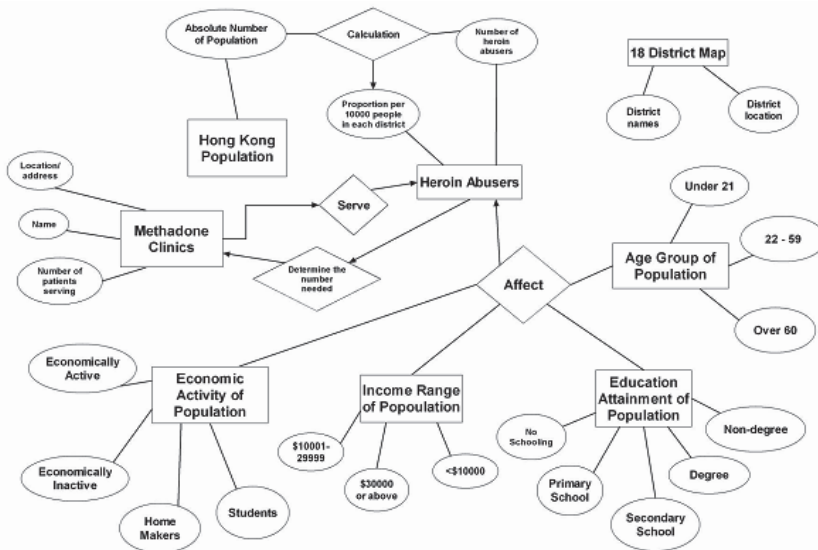 Absolute Number
of Population
Calculation
Number of
heroin
abusers
18 District Map
Proportion per
10000 people
in each district
District
names
District
location
Hong Kong
Population
Location/
address
Heroin Abusers
Under 21
Serve
Name
Methadone
Clinics
22 - 59
Age Group of
Population
Number of
patients
serving
Determine the
number
needed
Affect
Over 60
Economically
Active
Economic
Activity of
Population
Income Range
of Popoulation
Education
Attainment of
Population
No
Schooling
Non-degree
$10001-
29999
<$10000
Economically
Inactive
$30000
or above
Primary
School
Degree
Home
Makers
Students
Secondary
School